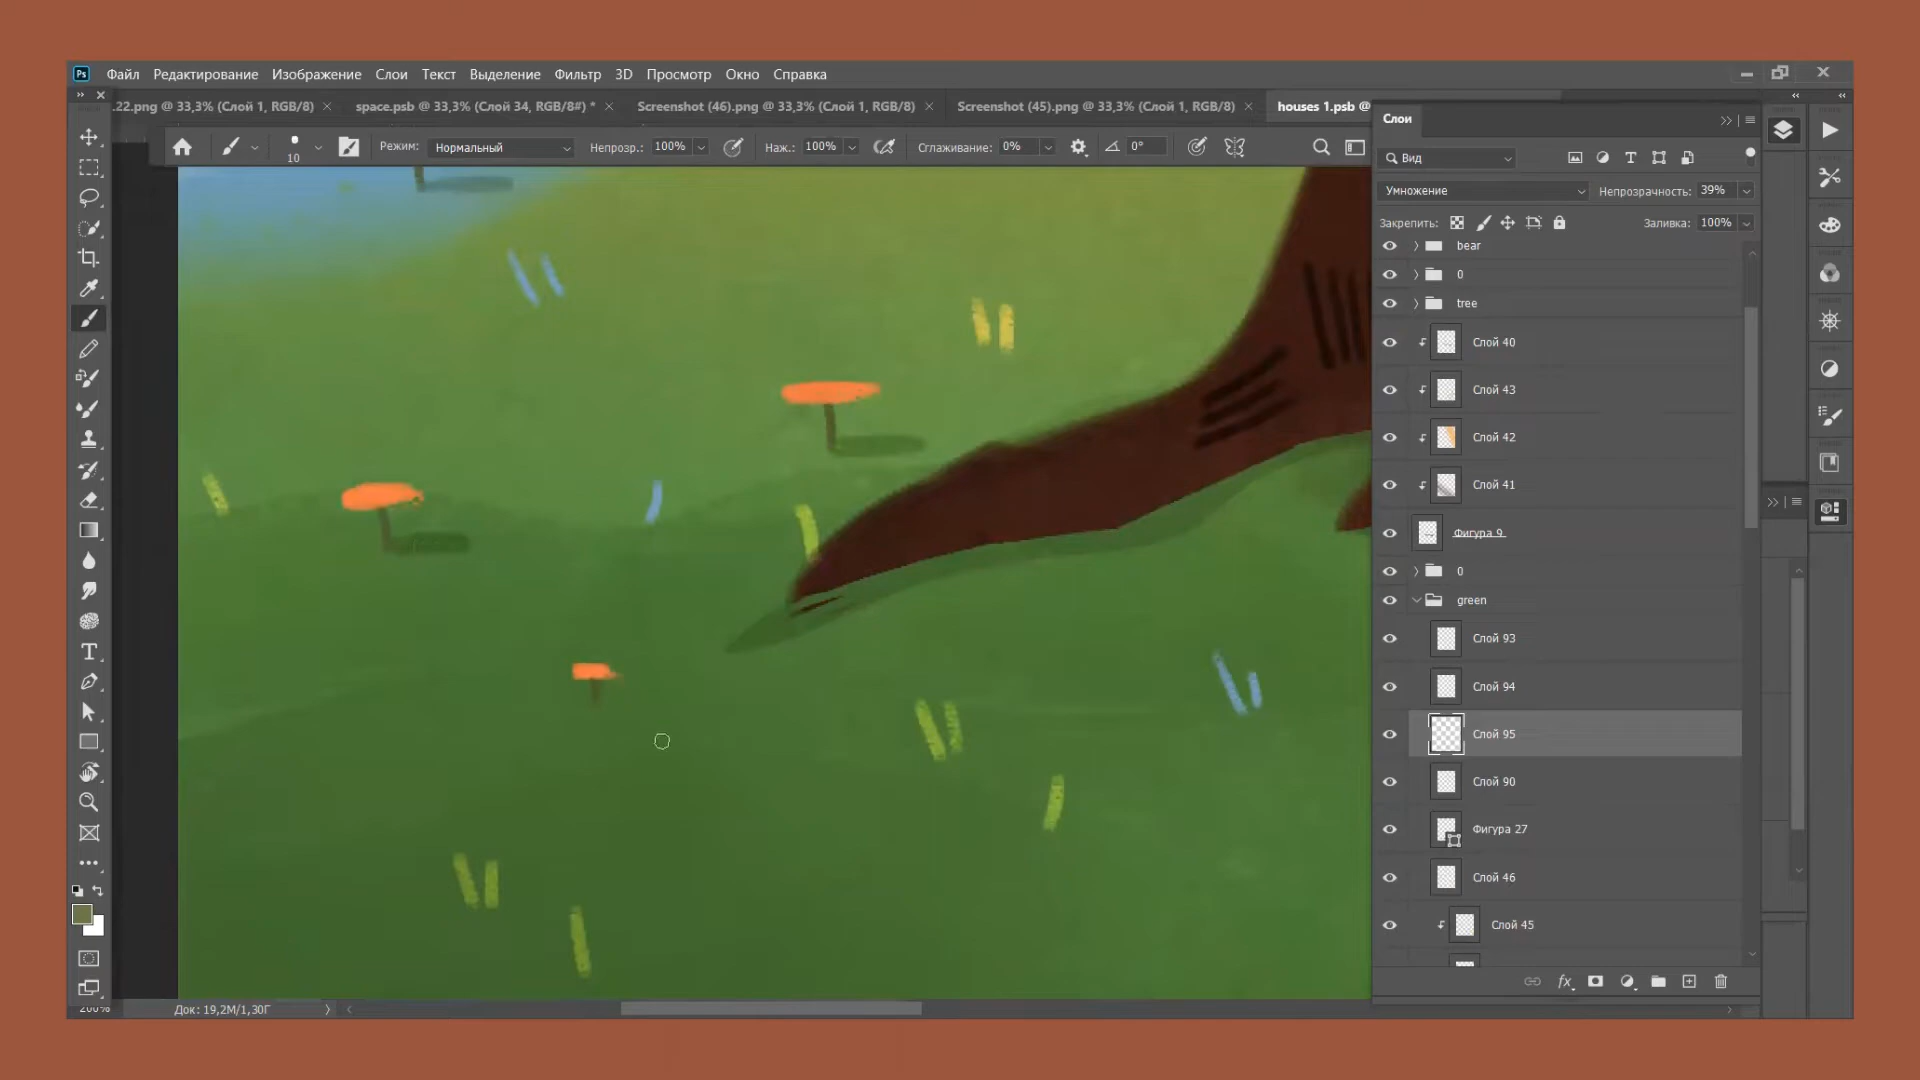 Ps Файл Редактирование Изображение Слои Текст Выделение Фильтр 3D Просмотр Окно Справка
.22.png @ 33,3% (Слой 1, RGB/8) × space.psb @ 33,3% (Слой 34, RGB/8#) * × Screenshot (46).png @ 33,3% (Слой 1, RGB/8) × Screenshot (45).png @ 33,3% (Слой 1, RGB/8) × houses 1.psb @
10 Режим: Нормальный Непрозр.: 100% Наж.: 100% Сглаживание: 0% 0°
Слои
Вид
Умножение Непрозрачность: 39%
Закрепить: Заливка: 100%
bear
0
tree
Слой 40
Слой 43
Слой 42
Слой 41
Фигура 9
0
green
Слой 93
Слой 94
Слой 95
Слой 90
Фигура 27
Слой 46
Слой 45
fx
200% Док: 19,2M/1,30Г